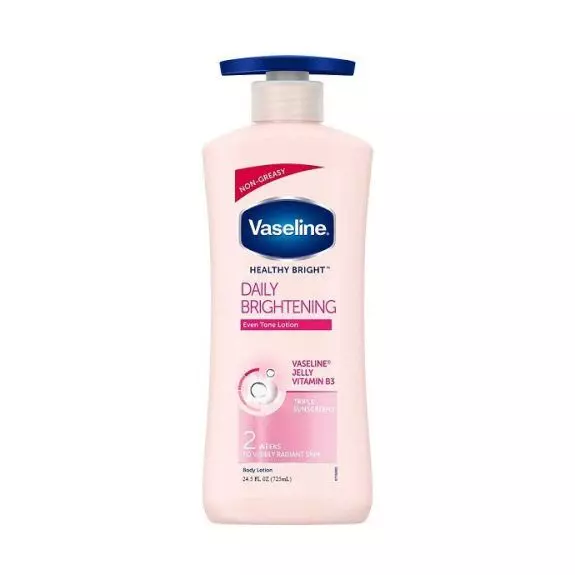 NON-GREASY
Vaseline®
HEALTHY BRIGHT™
DAILY
BRIGHTENING
Even Tone Lotion
VASELINE®
JELLY
VITAMIN B3
TRIPLE
SUNSCREENS
2 WEEKS
TO VISIBLY RADIANT SKIN
Body Lotion
24.5 FL OZ (725mL)